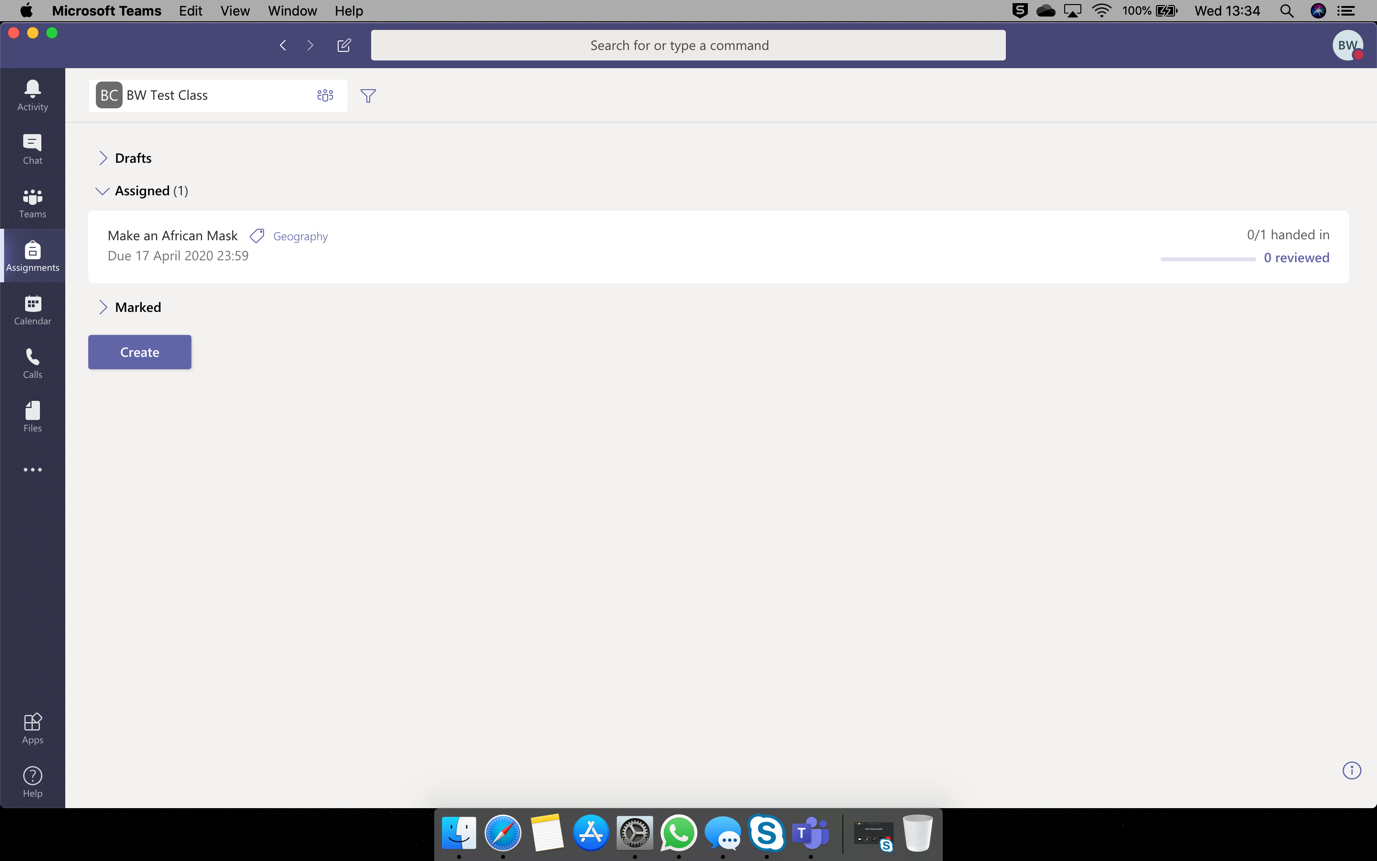 Microsoft Teams Edit View Window Help
S 100% Wed 13:34
Search for or type a command
BW
Activity
Chat
Teams
Assignments
Calendar
Calls
Files
Apps
Help
BC BW Test Class
Drafts
Assigned (1)
Make an African Mask Geography
Due 17 April 2020 23:59
0/1 handed in
0 reviewed
Marked
Create
S
T
S